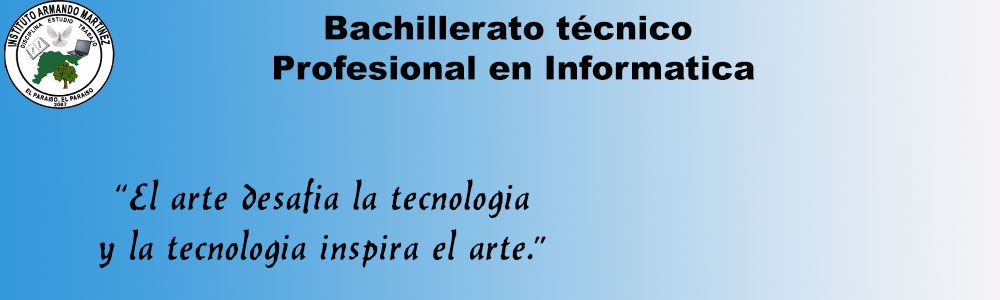 INSTITUTO ARMANDO MARTINEZ
DISCIPLINA ESTUDIO TRABAJO
EL PARAISO, EL PARAISO
2007
Bachillerato técnico
Profesional en Informatica
“El arte desafia la tecnologia
y la tecnologia inspira el arte.”